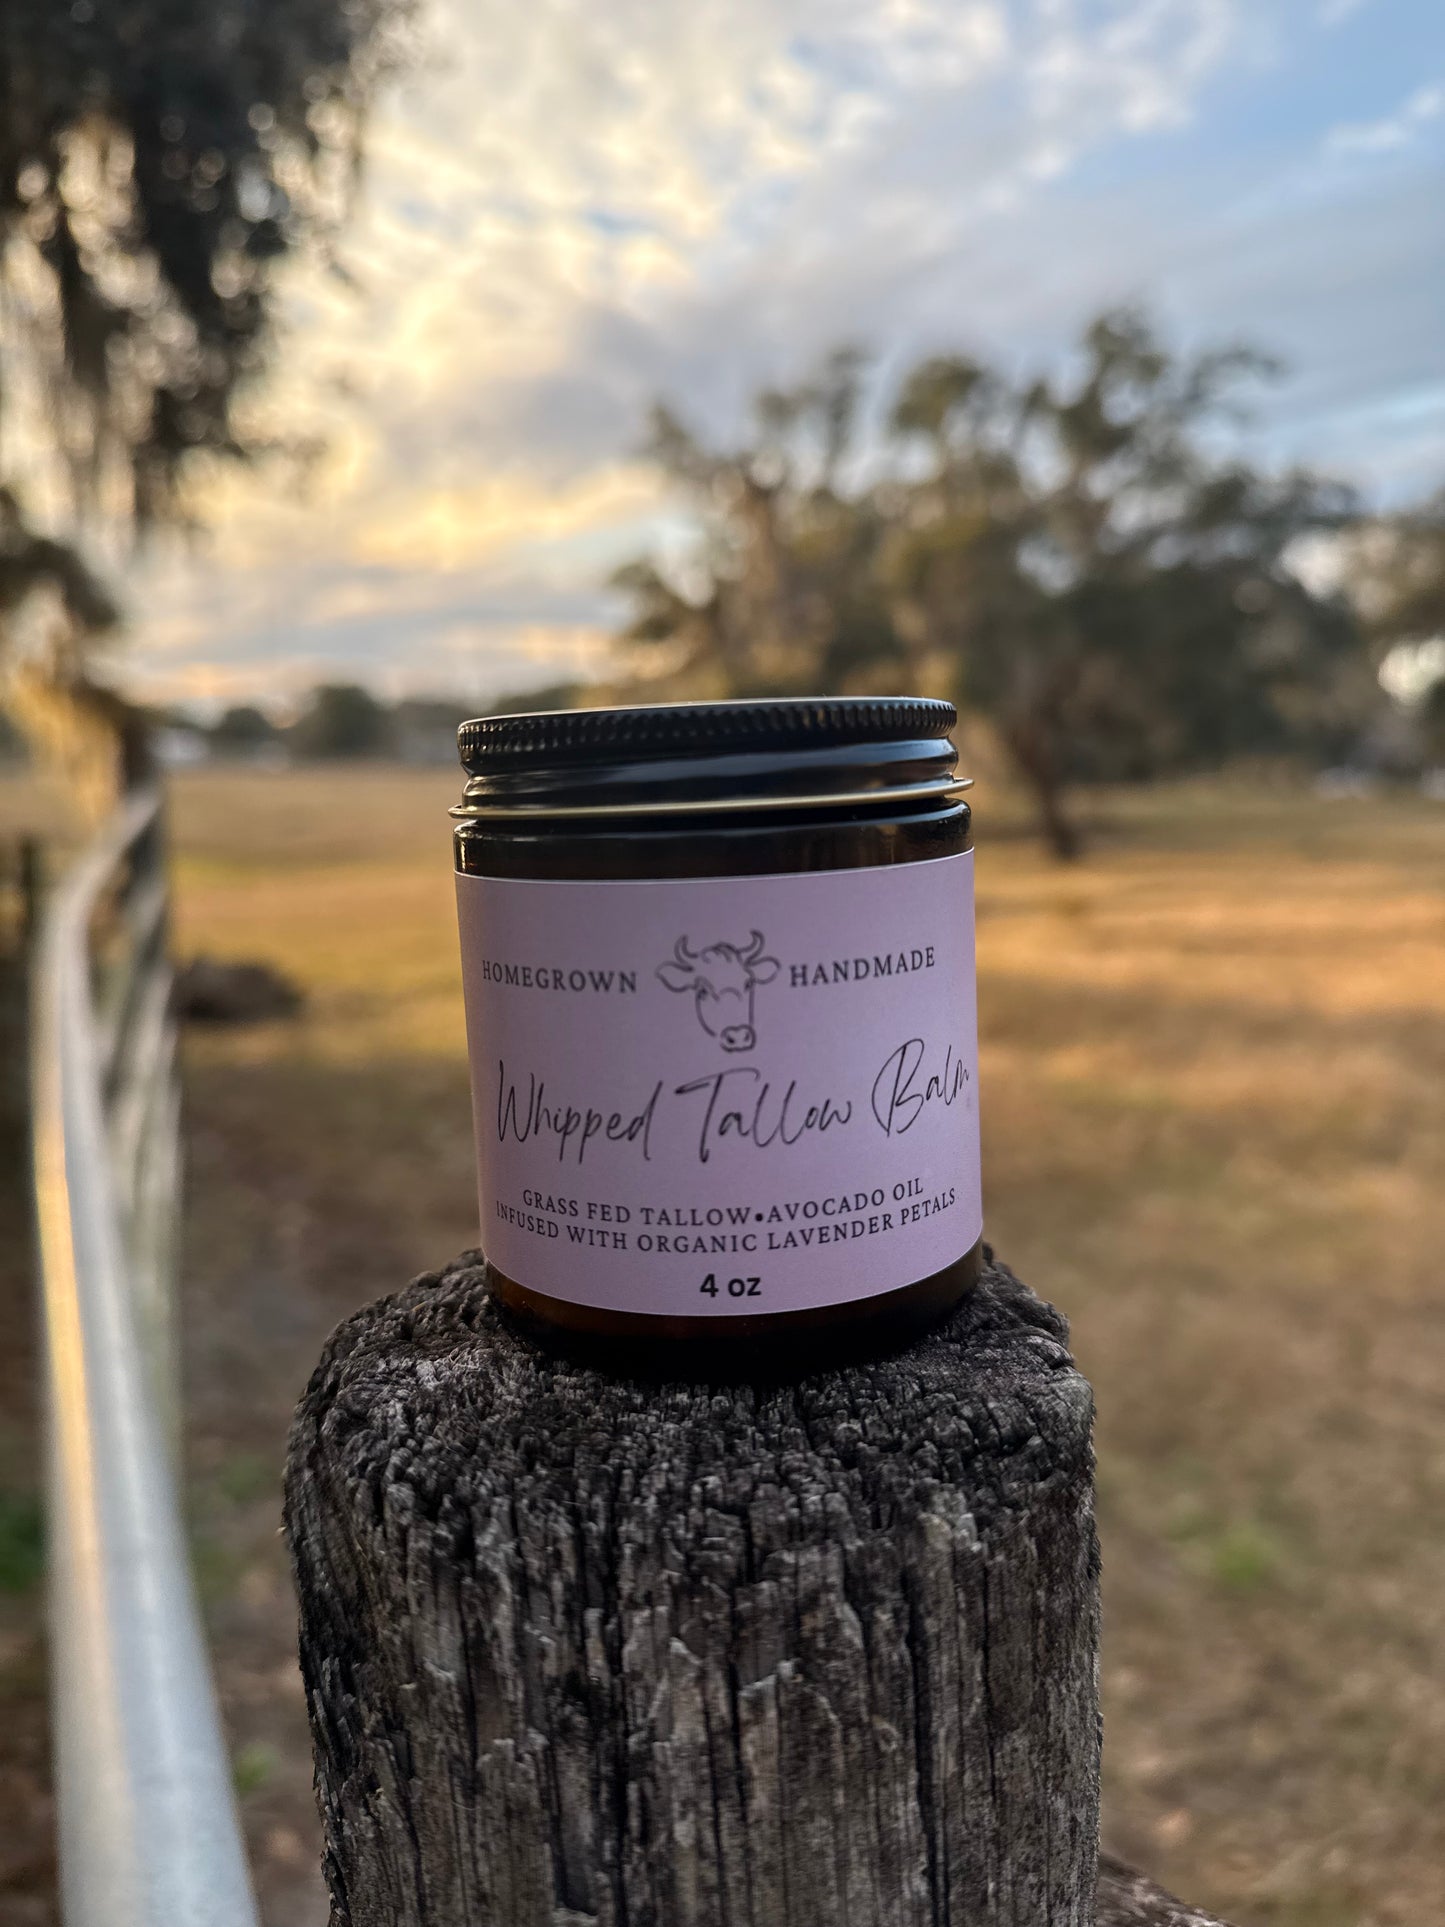 HOMEGROWN HANDMADE
Whipped Tallow Balm
GRASS FED TALLOW•AVOCADO OIL
INFUSED WITH ORGANIC LAVENDER PETALS
4 oz